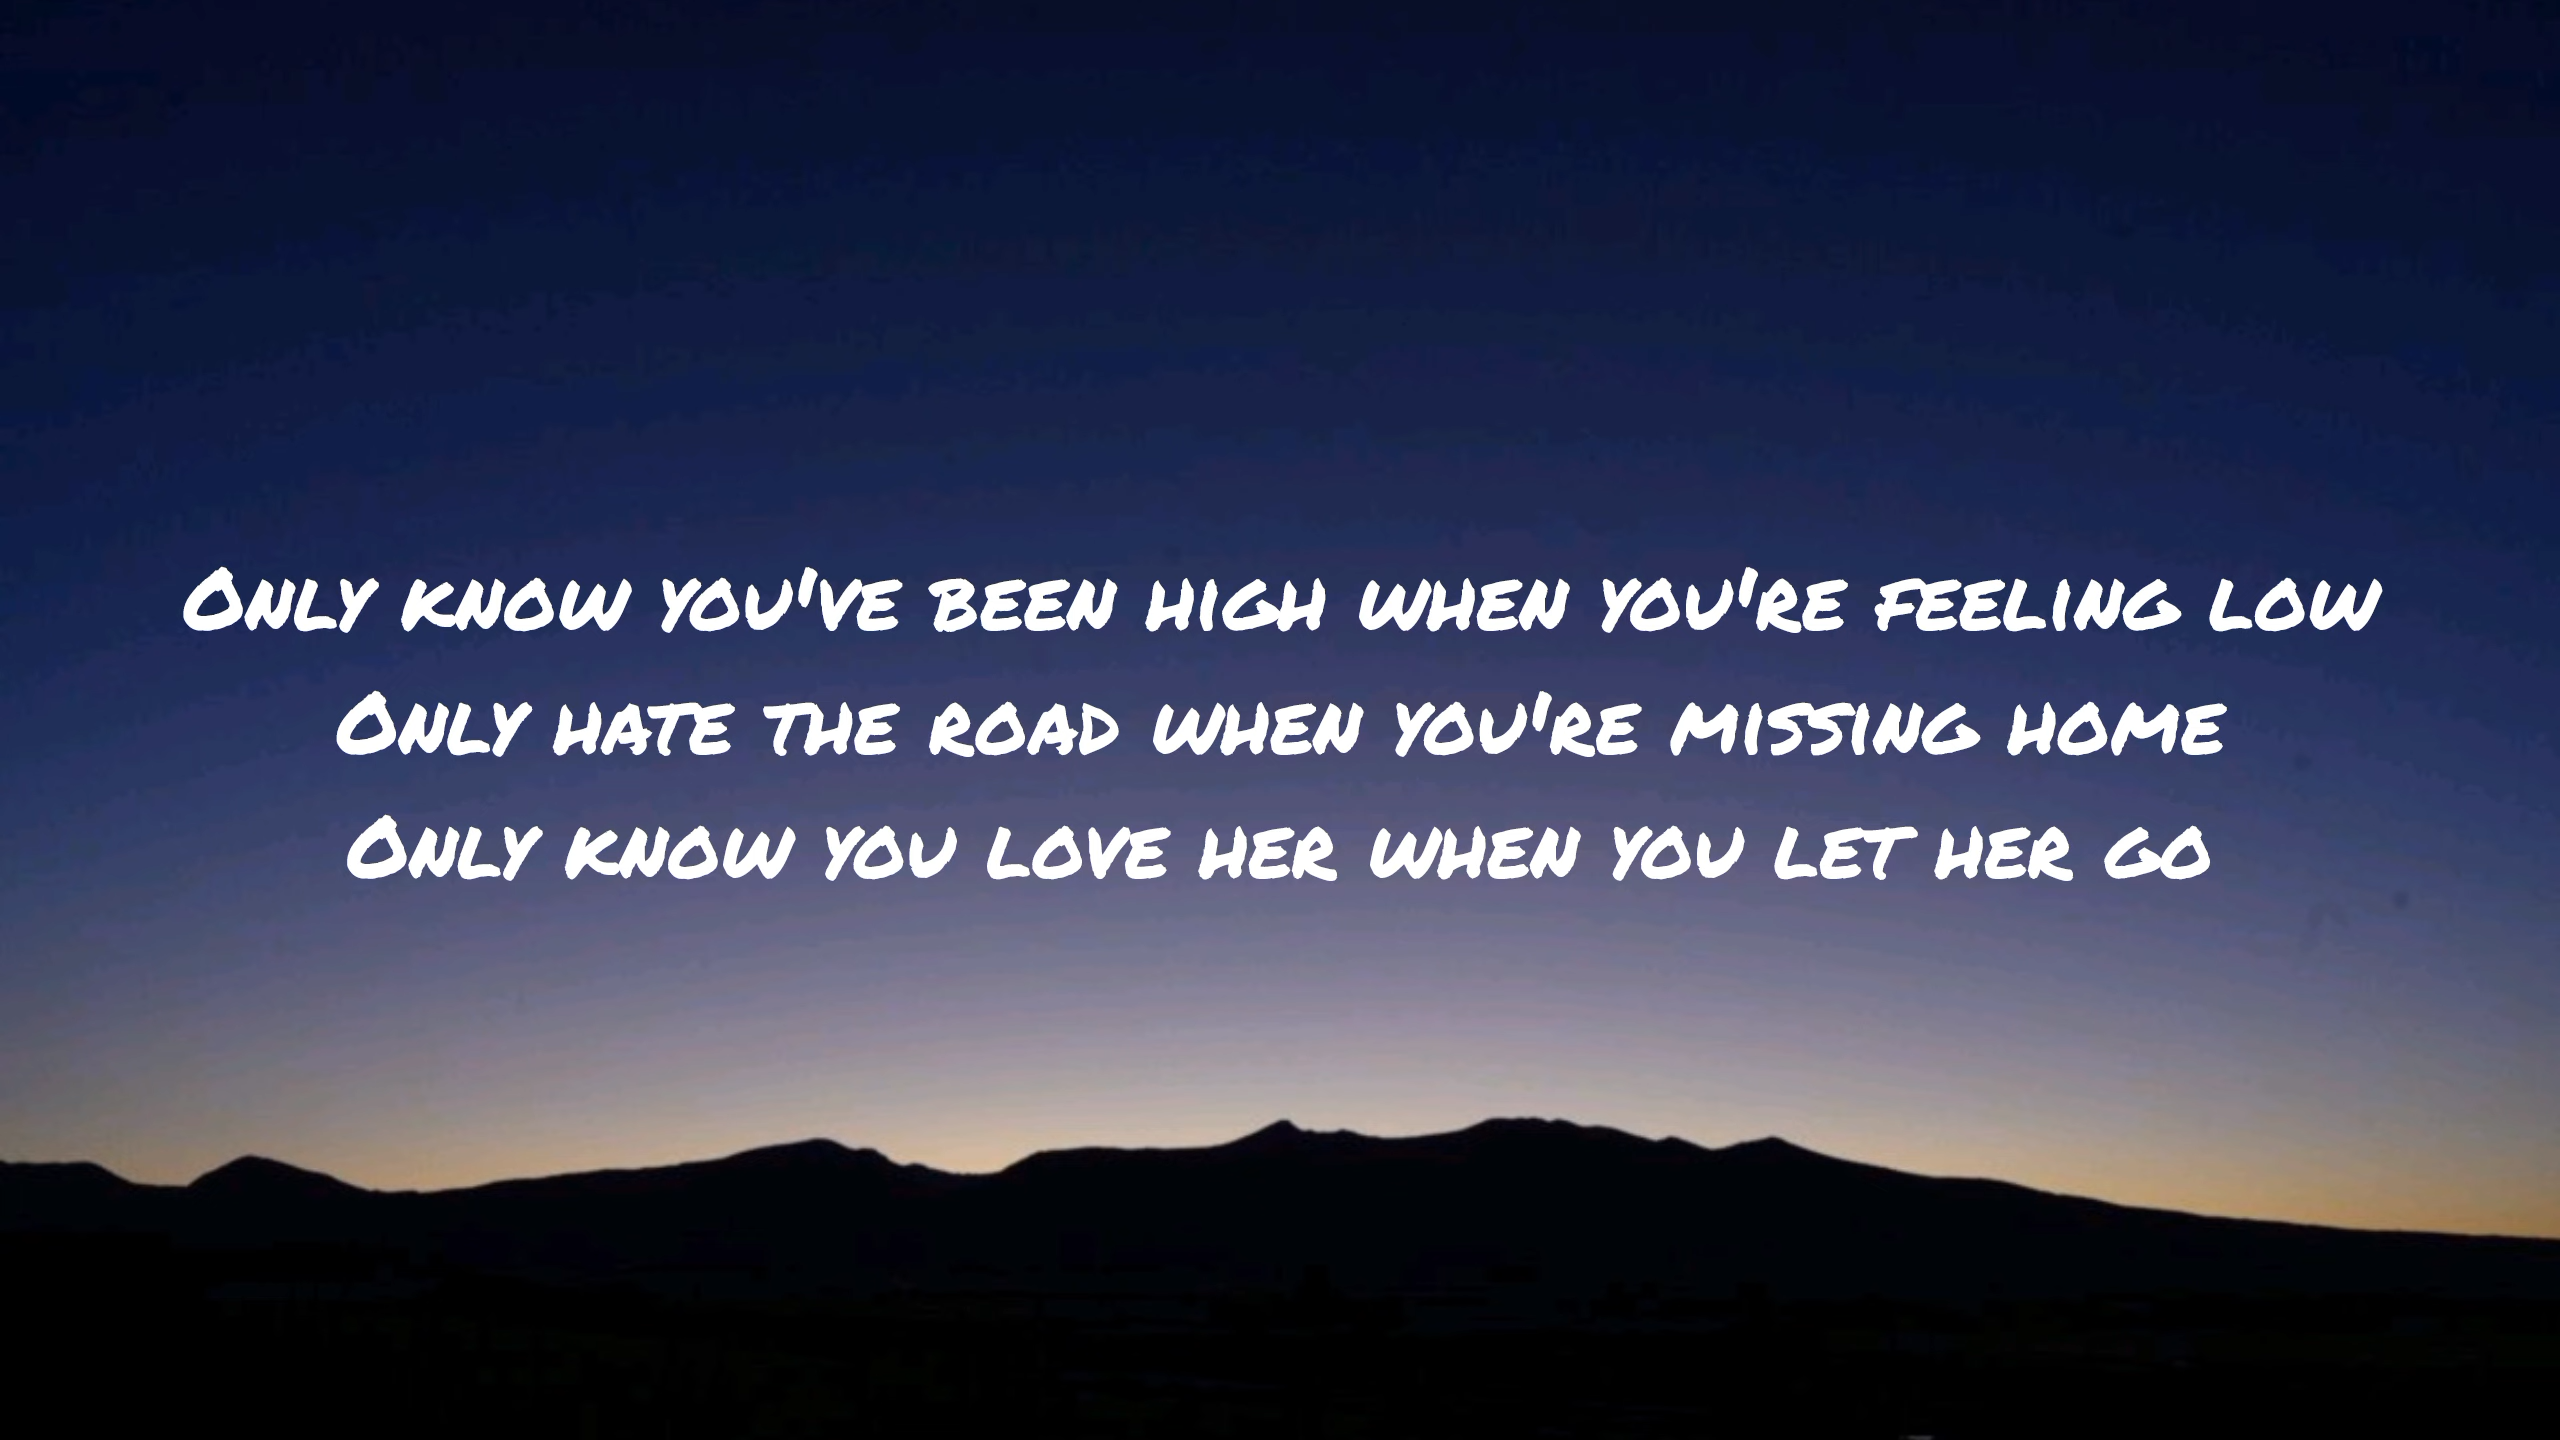 Only know you've been high when you're feeling low
Only hate the road when you're missing home
Only know you love her when you let her go